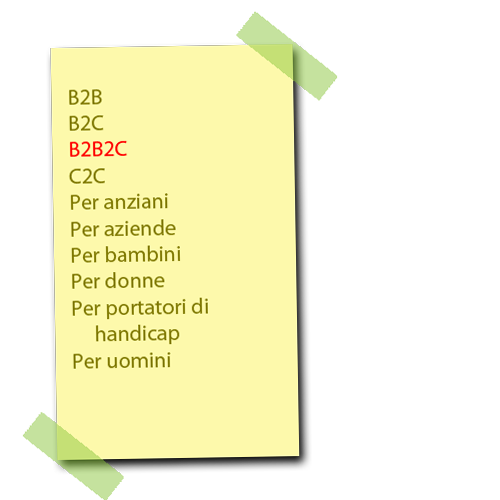 B2B
B2C
B2B2C
C2C
Per anziani
Per aziende
Per bambini
Per donne
Per portatori di
handicap
Per uomini